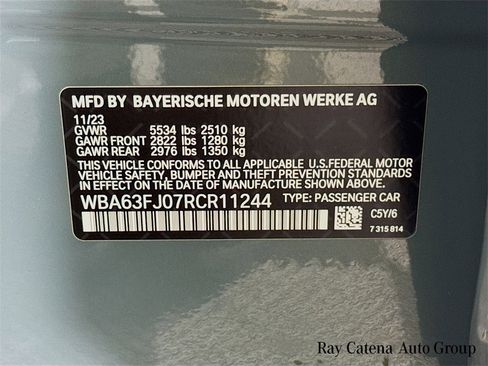 MFD BY BAYERISCHE MOTOREN WERKE AG
11/23
GVWR 5534 lbs 2510 kg
GAWR FRONT 2822 lbs 1280 kg
GAWR REAR 2976 lbs 1350 kg
THIS VEHICLE CONFORMS TO ALL APPLICABLE U.S.FEDERAL MOTOR
VEHICLE SAFETY, BUMPER AND THEFT PREVENTION STANDARDS IN
EFFECT ON THE DATE OF MANUFACTURE SHOWN ABOVE.
WBA63FJ07RCR11244 TYPE: PASSENGER CAR
C5Y/6
7 315 814
Ray Catena Auto Group